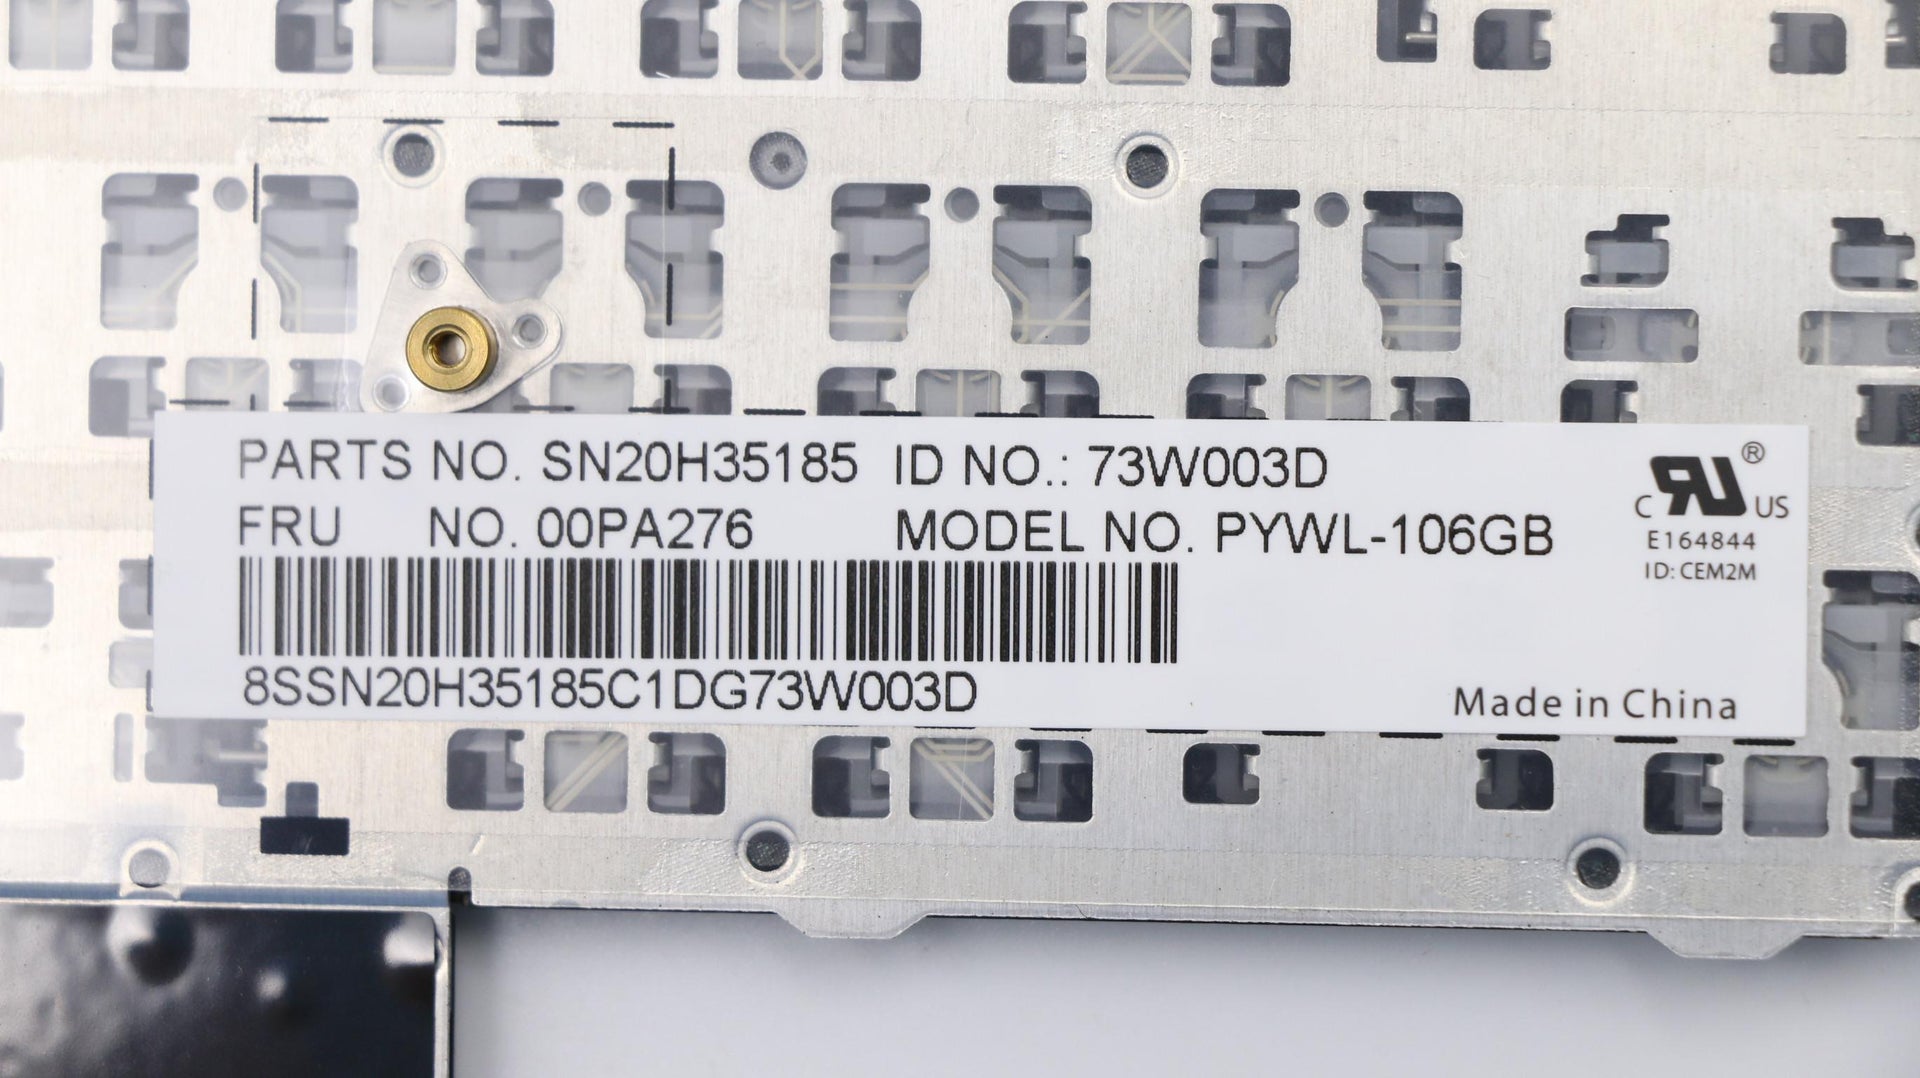 PARTS NO. SN20H35185 ID NO.: 73W003D
FRU NO. 00PA276 MODEL NO. PYWL-106GB
8SSN20H35185C1DG73W003D
C RU ® US
E164844
ID: CEM2M
Made in China